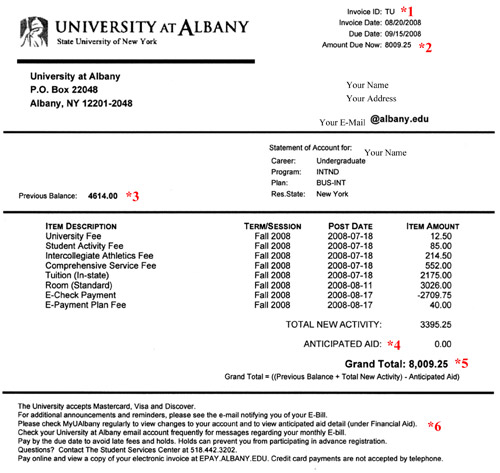 UNIVERSITY AT ALBANY
State University of New York
Invoice ID: TU *1
Invoice Date: 08/20/2008
Due Date: 09/15/2008
Amount Due Now: 8009.25 *2
University at Albany
P.O. Box 22048
Albany, NY 12201-2048
Your Name
Your Address
Your E-Mail @albany.edu
Statement of Account for: Your Name
Career: Undergraduate
Program: INTND
Plan: BUS-INT
Res.State: New York
Previous Balance: 4614.00 *3
ITEM DESCRIPTION TERM/SESSION POST DATE ITEM AMOUNT
University Fee Fall 2008 2008-07-18 12.50
Student Activity Fee Fall 2008 2008-07-18 85.00
Intercollegiate Athletics Fee Fall 2008 2008-07-18 214.50
Comprehensive Service Fee Fall 2008 2008-07-18 552.00
Tuition (In-state) Fall 2008 2008-07-18 2175.00
Room (Standard) Fall 2008 2008-08-11 3026.00
E-Check Payment Fall 2008 2008-08-17 -2709.75
E-Payment Plan Fee Fall 2008 2008-08-17 40.00
TOTAL NEW ACTIVITY: 3395.25
ANTICIPATED AID: *4 0.00
Grand Total: 8,009.25 *5
Grand Total = ((Previous Balance + Total New Activity) - Anticipated Aid)
The University accepts Mastercard, Visa and Discover.
For additional announcements and reminders, please see the e-mail notifying you of your E-Bill.
Please check MyUAlbany regularly to view changes to your account and to view anticipated aid detail (under Financial Aid). *6
Check your University at Albany email account frequently for messages regarding your monthly E-bill.
Pay by the due date to avoid late fees and holds. Holds can prevent you from participating in advance registration.
Questions? Contact The Student Services Center at 518.442.3202.
Pay online and view a copy of your electronic invoice at EPAY.ALBANY.EDU. Credit card payments are not accepted by telephone.